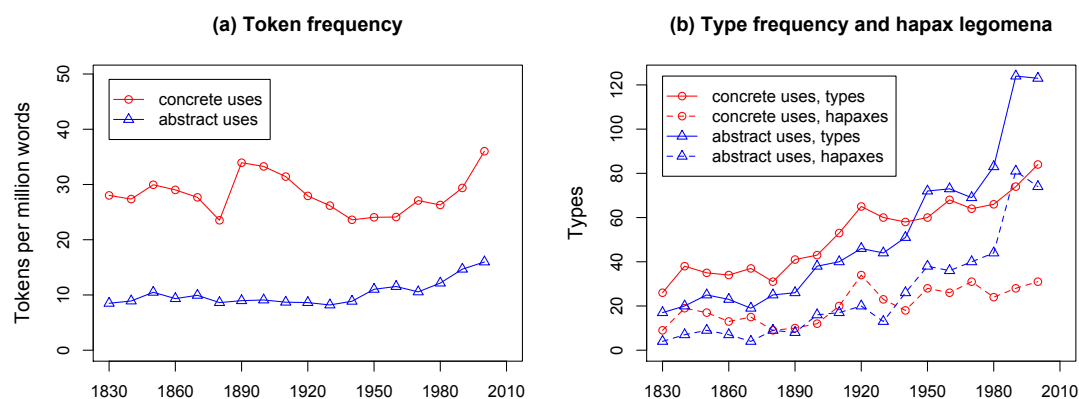 (a) Token frequency
Tokens per million words
50
40
30
20
10
0
concrete uses
abstract uses
1830 1860 1890 1920 1950 1980 2010
(b) Type frequency and hapax legomena
Types
120
100
80
60
40
20
0
concrete uses, types
concrete uses, hapaxes
abstract uses, types
abstract uses, hapaxes
1830 1860 1890 1920 1950 1980 2010